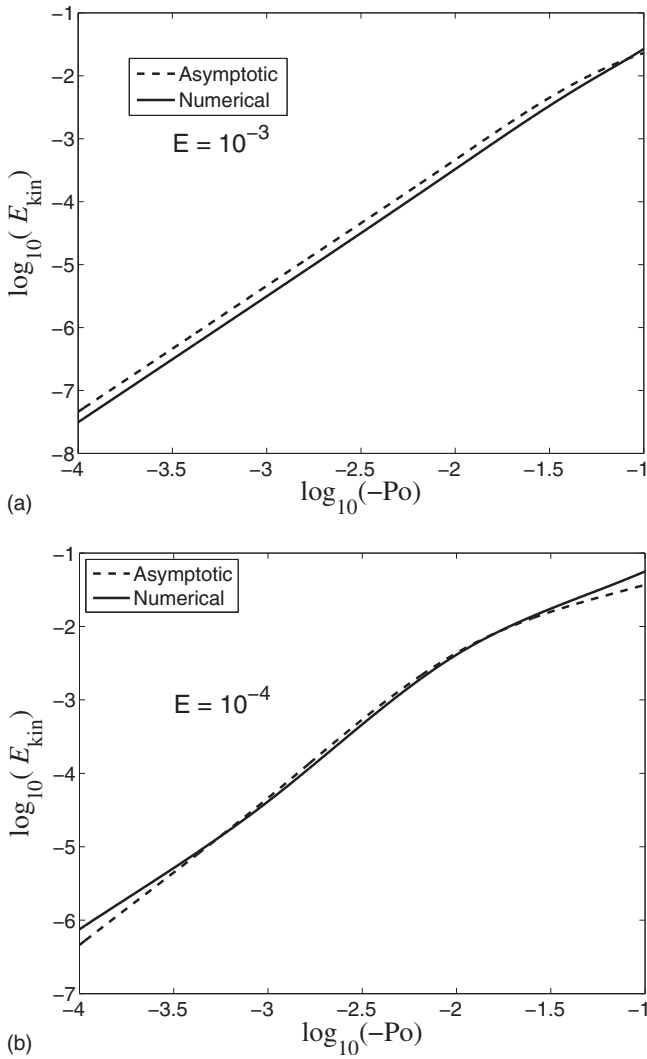 −1
−2
−3
−4
−5
−6
−7
−8
log10(Ekin)
Asymptotic
Numerical
E = 10−3
−4 −3.5 −3 −2.5 −2 −1.5 −1
log10(−Po)
(a)
−1
−2
−3
−4
−5
−6
−7
log10(Ekin)
Asymptotic
Numerical
E = 10−4
−4 −3.5 −3 −2.5 −2 −1.5 −1
log10(−Po)
(b)